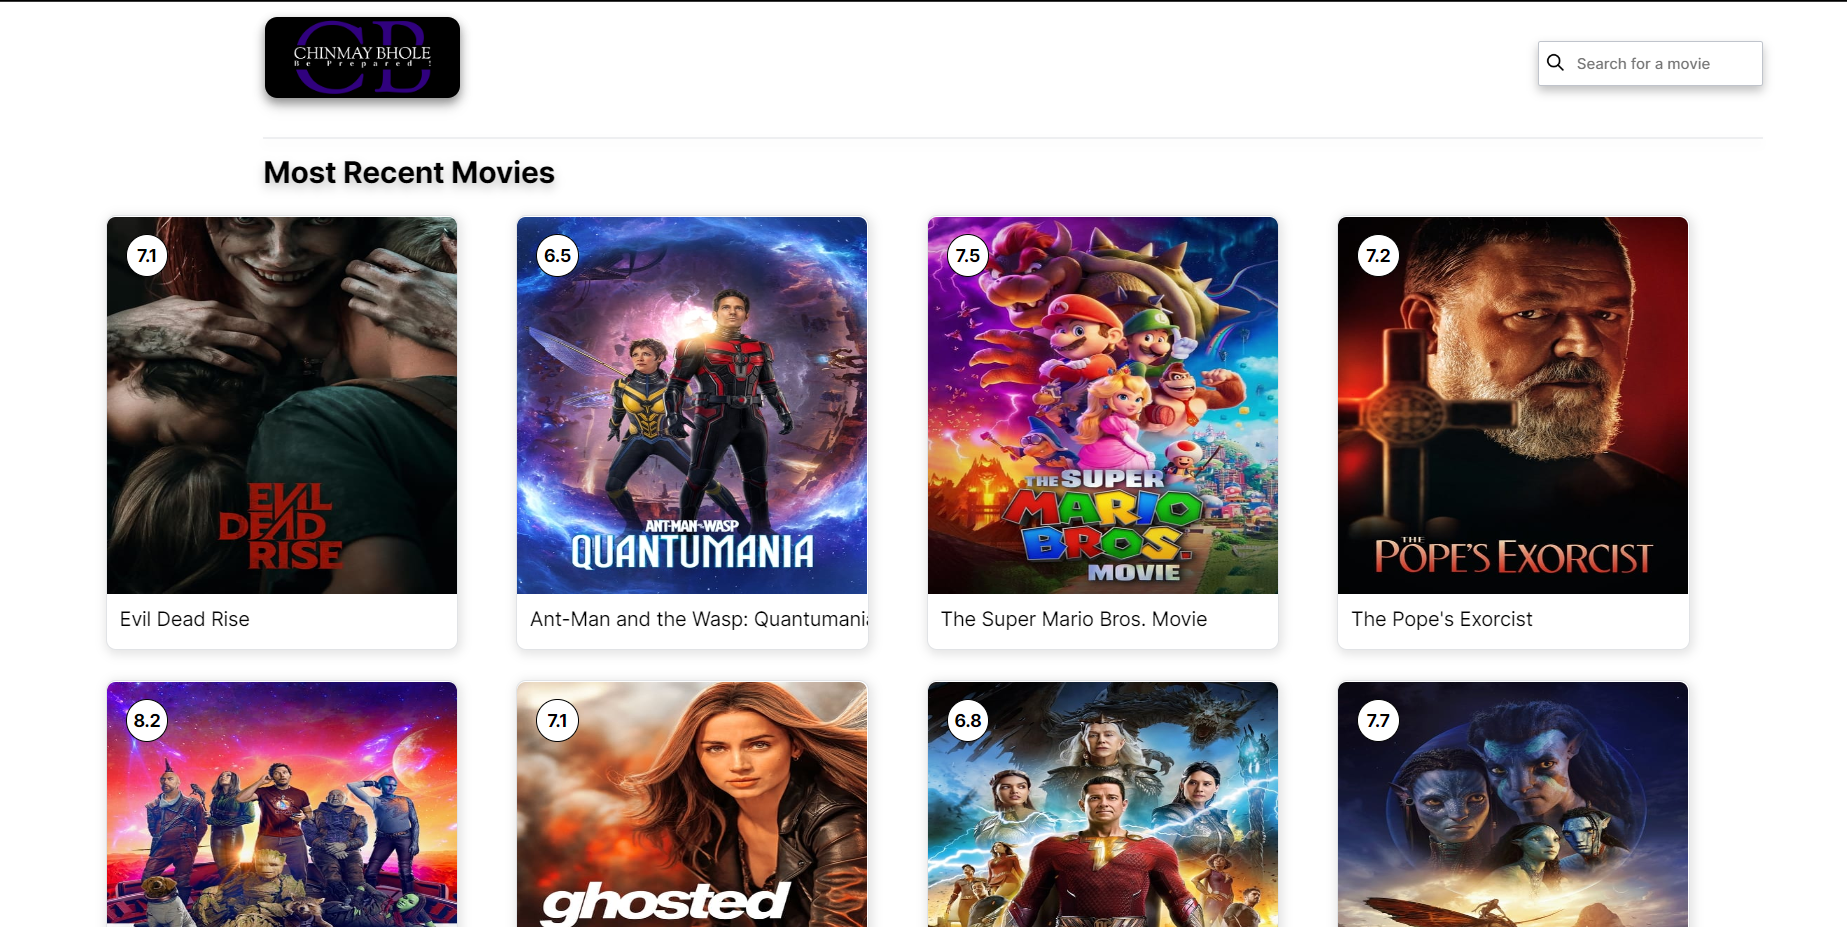 CHINMAY BHOLE
Be Prepared !
CB
Search for a movie
Most Recent Movies
7.1
EVIL
DEAD
RISE
Evil Dead Rise
6.5
ANT-MAN AND THE WASP
QUANTUMANIA
Ant-Man and the Wasp: Quantumania
7.5
THE SUPER
MARIO
BROS.
MOVIE
The Super Mario Bros. Movie
7.2
THE
POPE'S EXORCIST
The Pope's Exorcist
8.2
7.1
ghosted
6.8
7.7